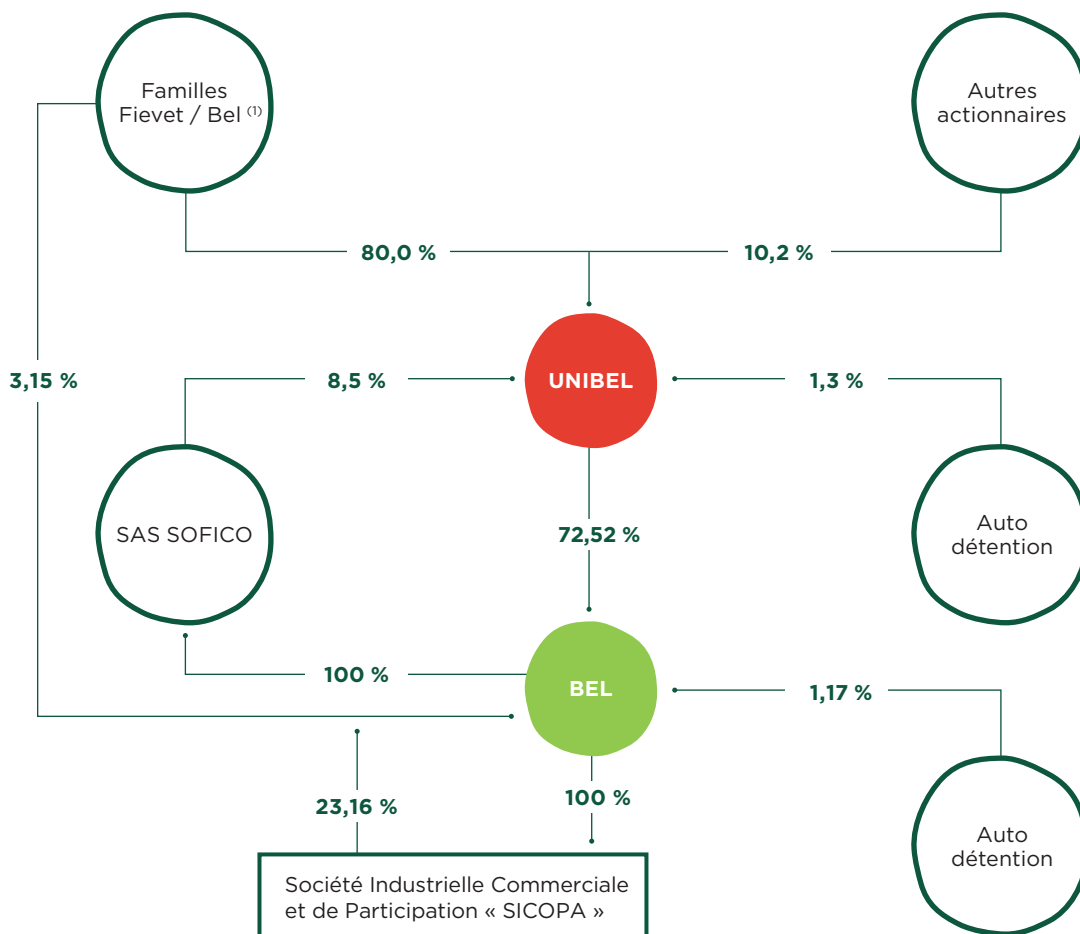 Familles
Fievet / Bel (1)
Autres
actionnaires
80,0 %
10,2 %
3,15 %
8,5 %
UNIBEL
1,3 %
SAS SOFICO
72,52 %
Auto
détention
100 %
BEL
1,17 %
23,16 %
100 %
Auto
détention
Société Industrielle Commerciale
et de Participation « SICOPA »